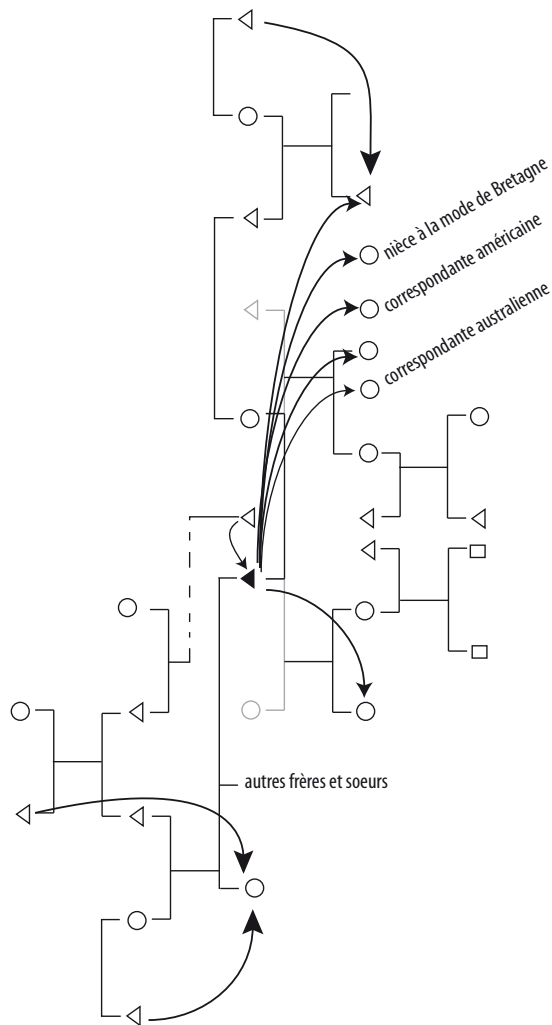 nièce à la mode de Bretagne
correspondante américaine
correspondante australienne
autres frères et soeurs